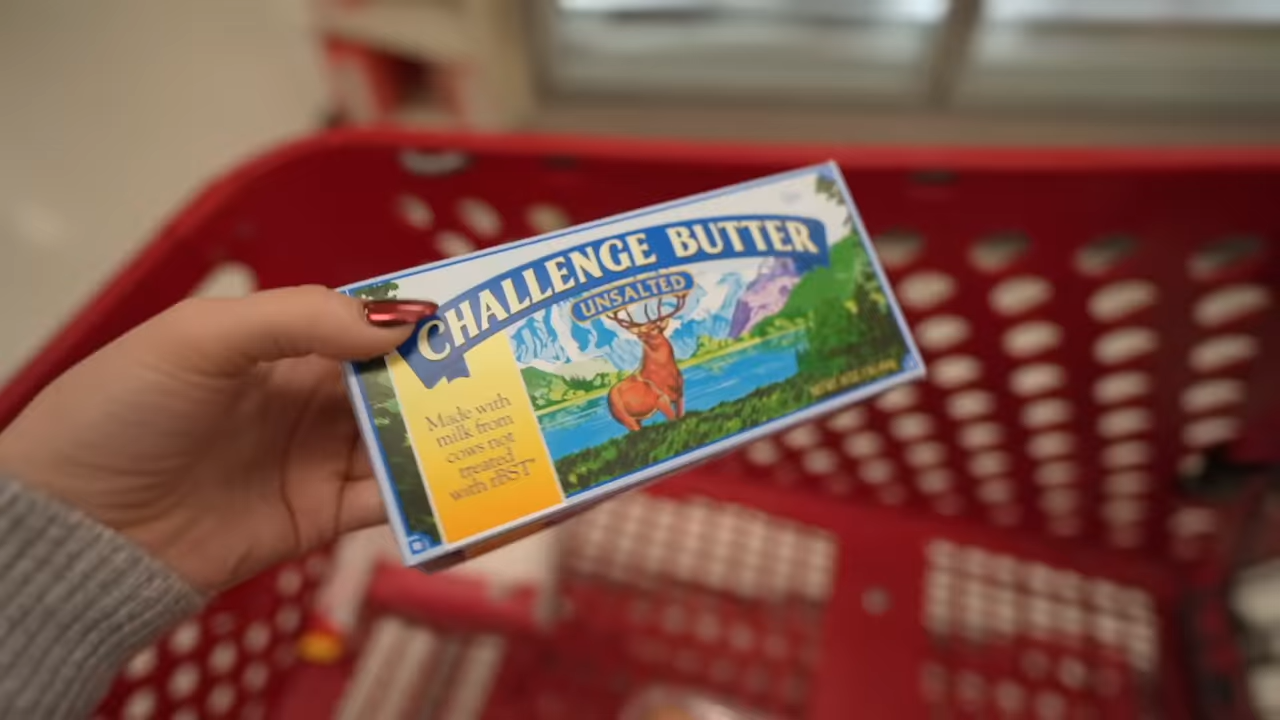 CHALLENGE BUTTER
UNSALTED
Made with
milk from
cows not
treated
with rBST*